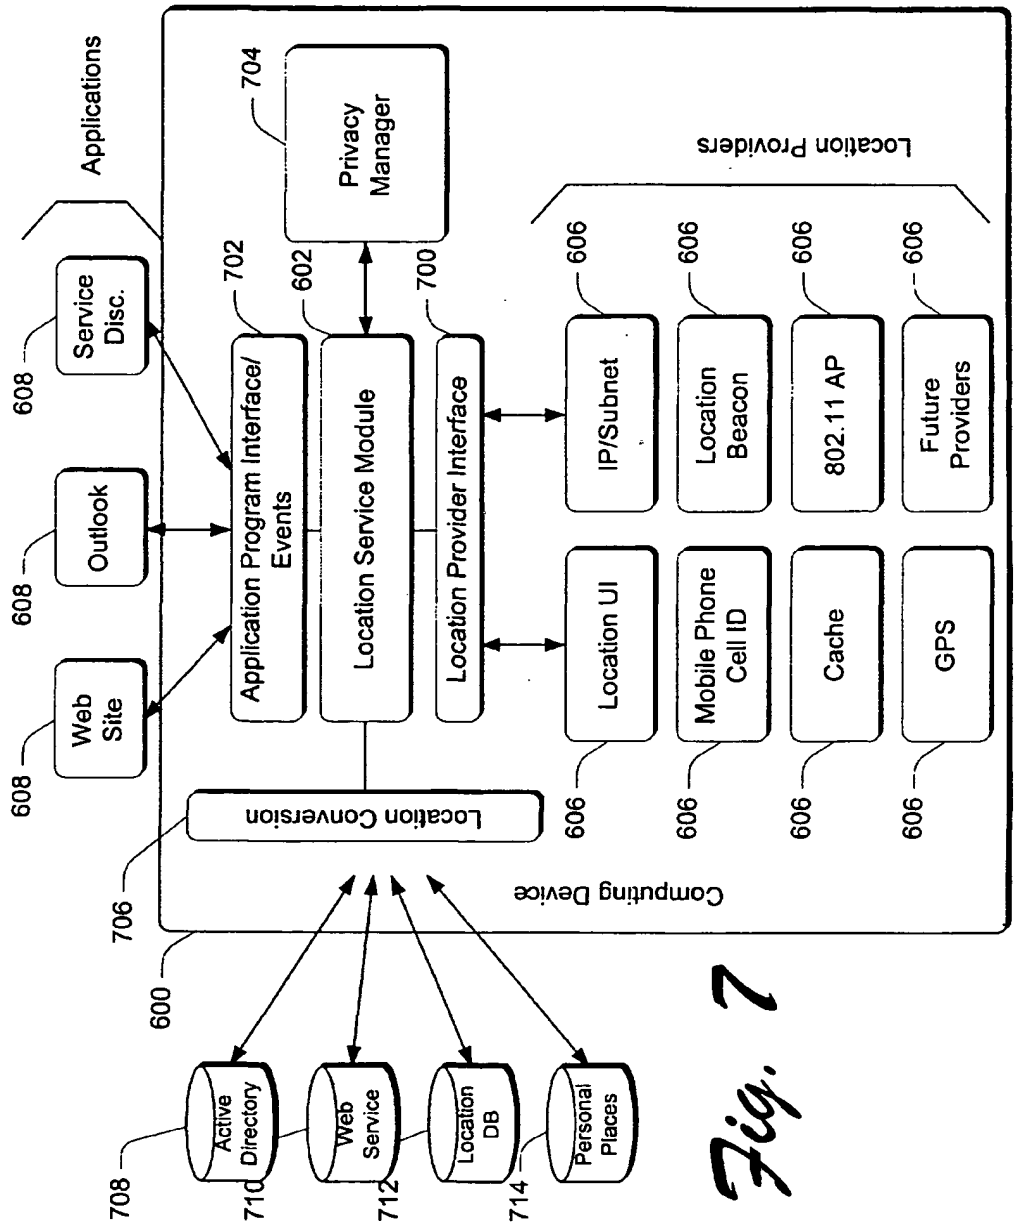 Applications
608
Web
Site
608
Outlook
608
Service
Disc.
706
600
Location Conversion
Application Program Interface/
Events
702
Location Service Module
602
Location Provider Interface
700
Privacy
Manager
704
708
Active
Directory
710
Web
Service
712
Location
DB
714
Personal
Places
Computing Device
Location Providers
606
Location UI
606
Mobile Phone
Cell ID
606
Cache
606
GPS
IP/Subnet
606
Location
Beacon
606
802.11 AP
606
Future
Providers
606
Fig. 7